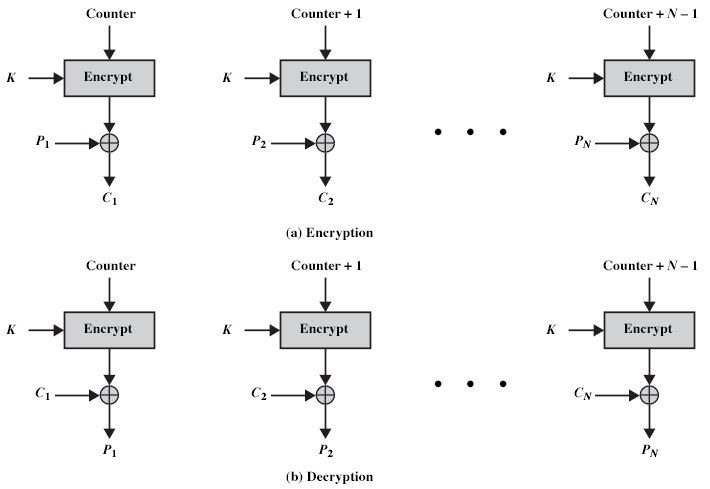 Counter Counter + 1 Counter + N – 1
K Encrypt K Encrypt K Encrypt
P1 P2 PN
C1 C2 CN
(a) Encryption
Counter Counter + 1 Counter + N – 1
K Encrypt K Encrypt K Encrypt
C1 C2 CN
P1 P2 PN
(b) Decryption